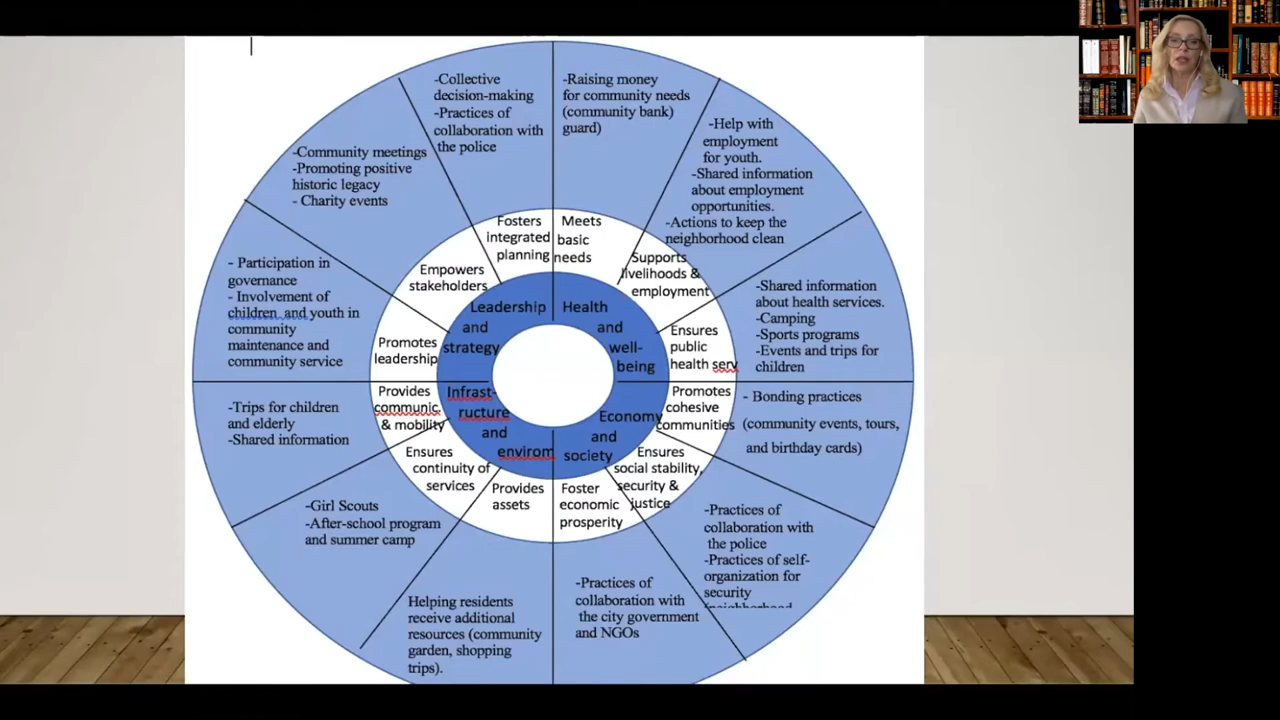 -Collective
decision-making
-Practices of
collaboration with
the police
-Raising money
for community needs
(community bank)
guard)
-Help with
employment
for youth.
-Shared information
about employment
opportunities.
-Actions to keep the
neighborhood clean
-Shared information
about health services.
-Camping
-Sports programs
-Events and trips for
children
- Bonding practices
(community events, tours,
and birthday cards)
-Practices of
collaboration with
the police
-Practices of self-
organization for
security
(neighborhood
-Practices of
collaboration with
the city government
and NGOs
Helping residents
receive additional
resources (community
garden, shopping
trips).
-Girl Scouts
-After-school program
and summer camp
-Trips for children
and elderly
-Shared information
- Participation in
governance
- Involvement of
children and youth in
community
maintenance and
community service
-Community meetings
-Promoting positive
historic legacy
- Charity events
Fosters
integrated
planning
Meets
basic
needs
Supports
livelihoods &
employment
Ensures
public
health serv
Promotes
cohesive
communities
Ensures
social stability,
security &
justice
Foster
economic
prosperity
Provides
assets
Ensures
continuity of
services
Provides
communic.
& mobility
Promotes
leadership
Empowers
stakeholders
Leadership
and
strategy
Health
and
well-
being
Economy
and
society
Infrast-
ructure
and
envirom